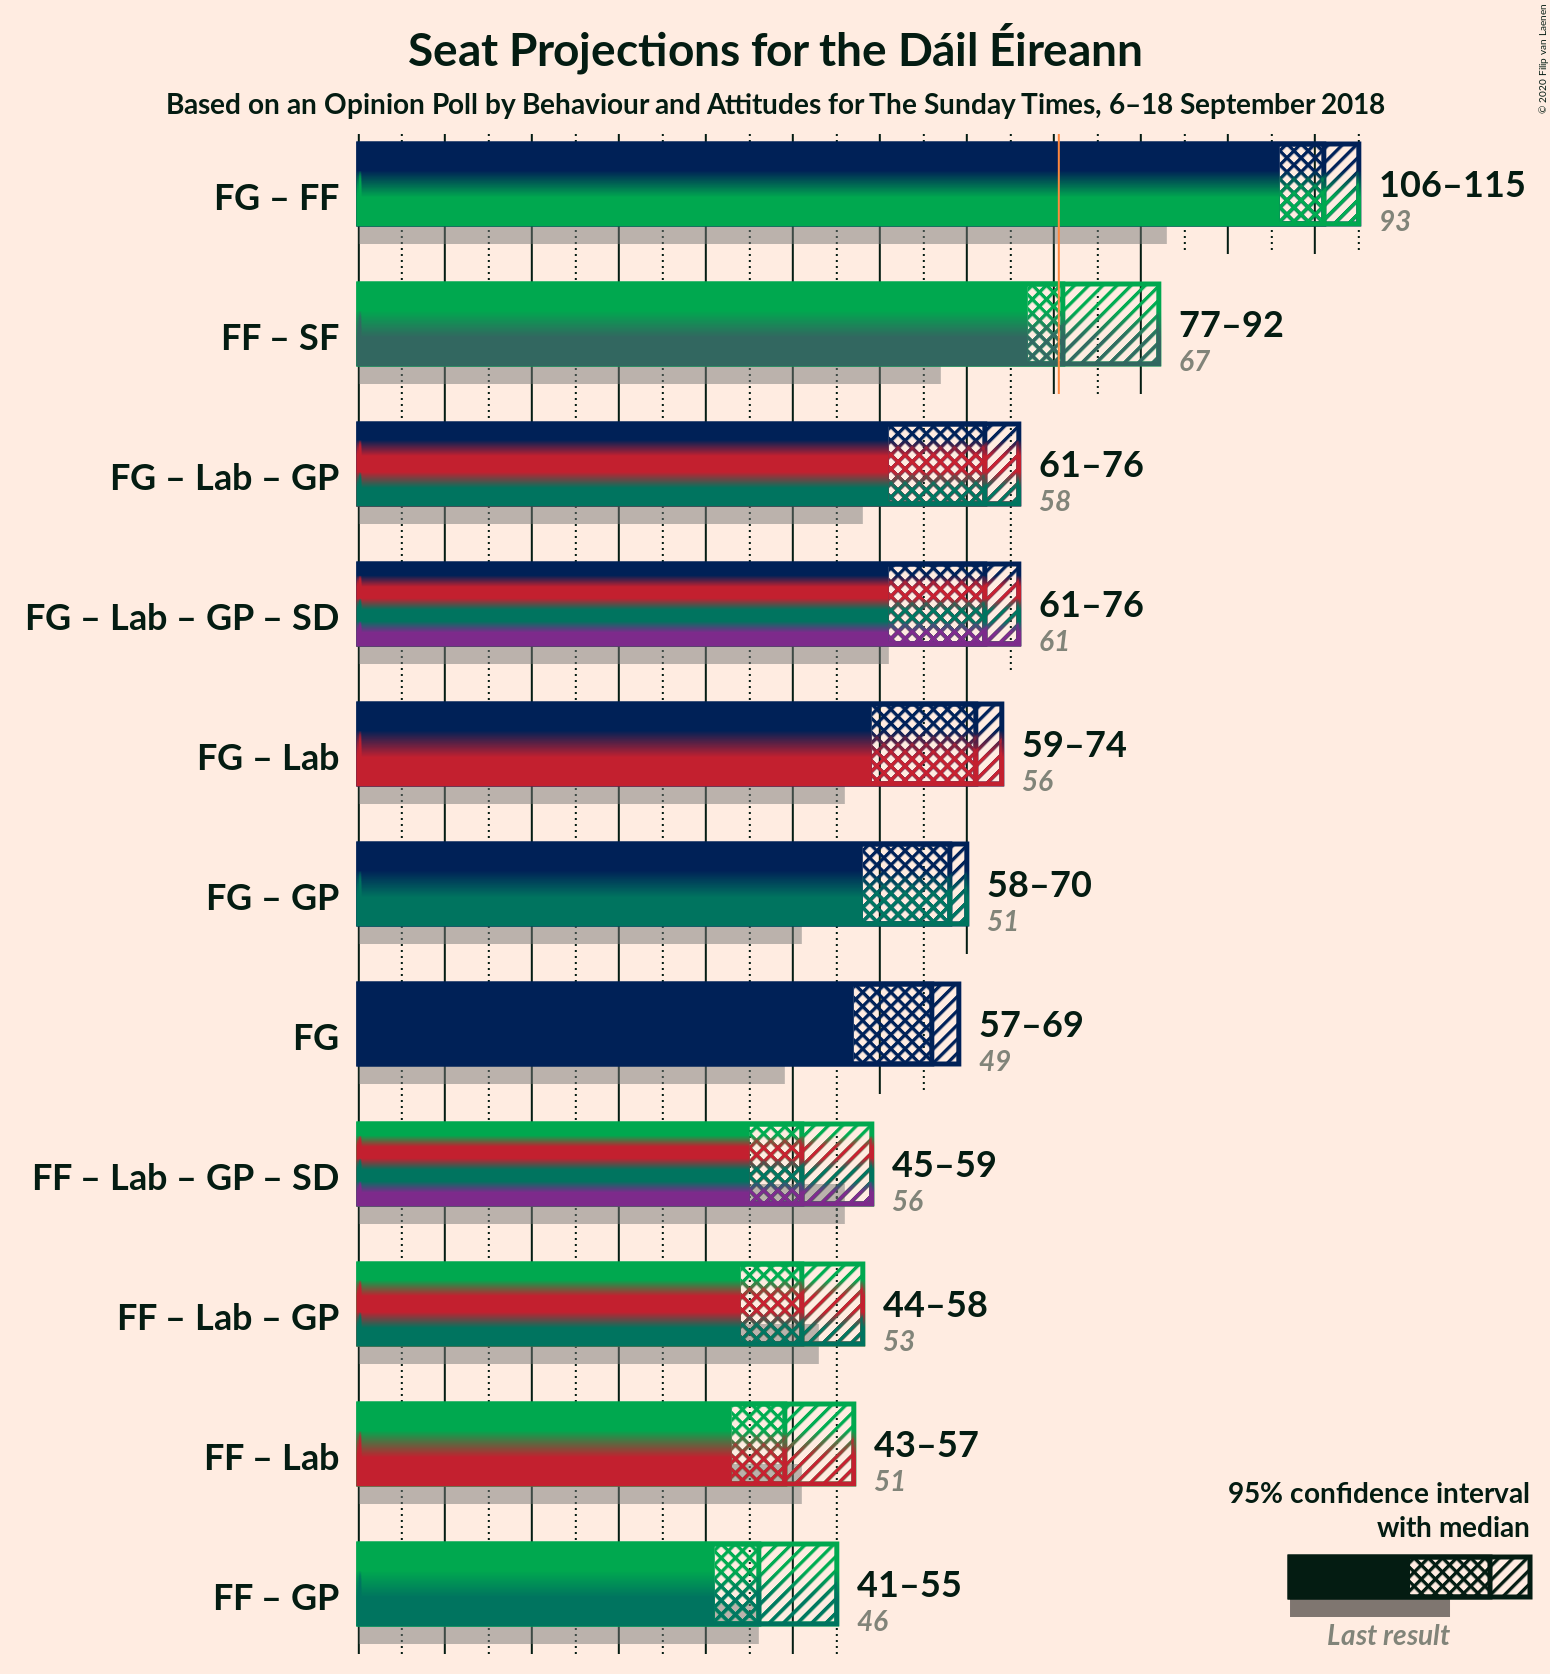 Seat Projections for the Dáil Éireann
Based on an Opinion Poll by Behaviour and Attitudes for The Sunday Times, 6–18 September 2018
© 2020 Filip van Laenen
FG – FF
106–115
93
FF – SF
77–92
67
FG – Lab – GP
61–76
58
FG – Lab – GP – SD
61–76
61
FG – Lab
59–74
56
FG – GP
58–70
51
FG
57–69
49
FF – Lab – GP – SD
45–59
56
FF – Lab – GP
44–58
53
FF – Lab
43–57
51
FF – GP
41–55
46
95% confidence interval
with median
Last result